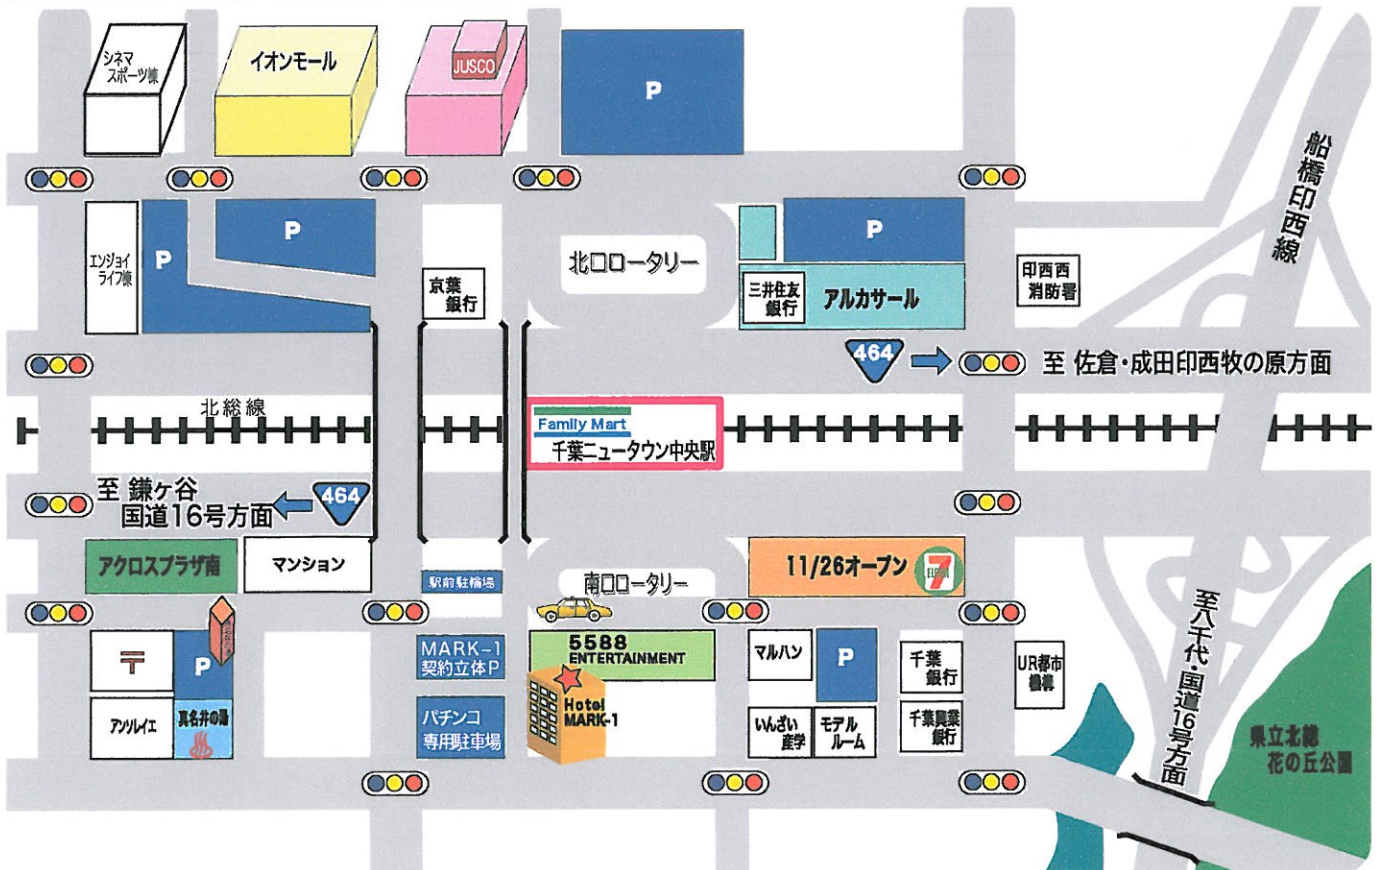 シネマ
スポーツ棟
イオンモール
JUSCO
P
船橋印西線
エンジョイ
ライフ棟
P
P
京葉
銀行
北口ロータリー
P
三井住友
銀行
アルカサール
印西西
消防署
464
至 佐倉・成田印西牧の原方面
北総線
Family Mart
千葉ニュータウン中央駅
至 鎌ヶ谷
国道16号方面
464
アクロスプラザ南
マンション
駅前駐輪場
南口ロータリー
11/26オープン
7
ELEVEN
至八千代・国道16号方面
〒
P
MARK-1
契約立体P
5588
ENTERTAINMENT
マルハン
P
千葉
銀行
UR都市
機構
アンソレイエ
真名井の湯
パチンコ
専用駐車場
Hotel
MARK-1
いんざい
産学
モデル
ルーム
千葉興業
銀行
県立北総
花の丘公園